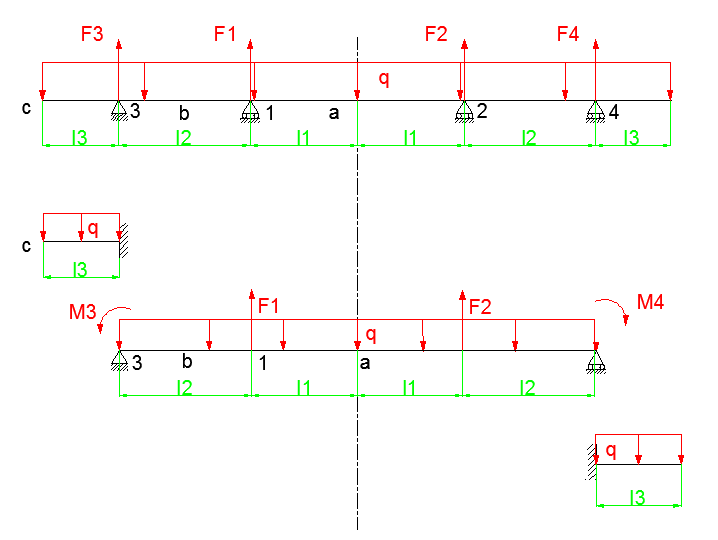 F3 F1 F2 F4
q
c 3 b 1 a 2 4
l3 l2 l1 l1 l2 l3
q
c
l3
M3 F1 F2 M4
q
3 b 1 a
l2 l1 l1 l2
q
l3